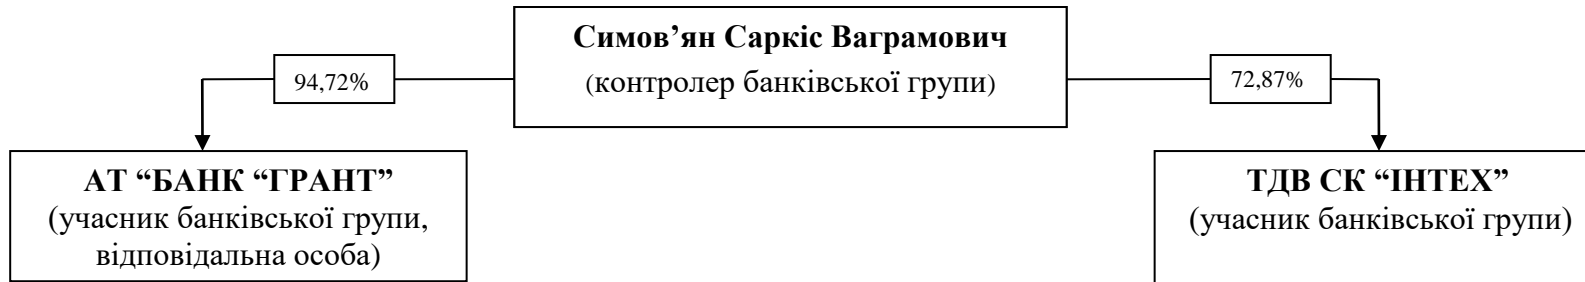 Симов’ян Саркіс Ваграмович
(контролер банківської групи)
94,72%
72,87%
АТ “БАНК “ГРАНТ”
(учасник банківської групи,
відповідальна особа)
ТДВ СК “ІНТЕХ”
(учасник банківської групи)